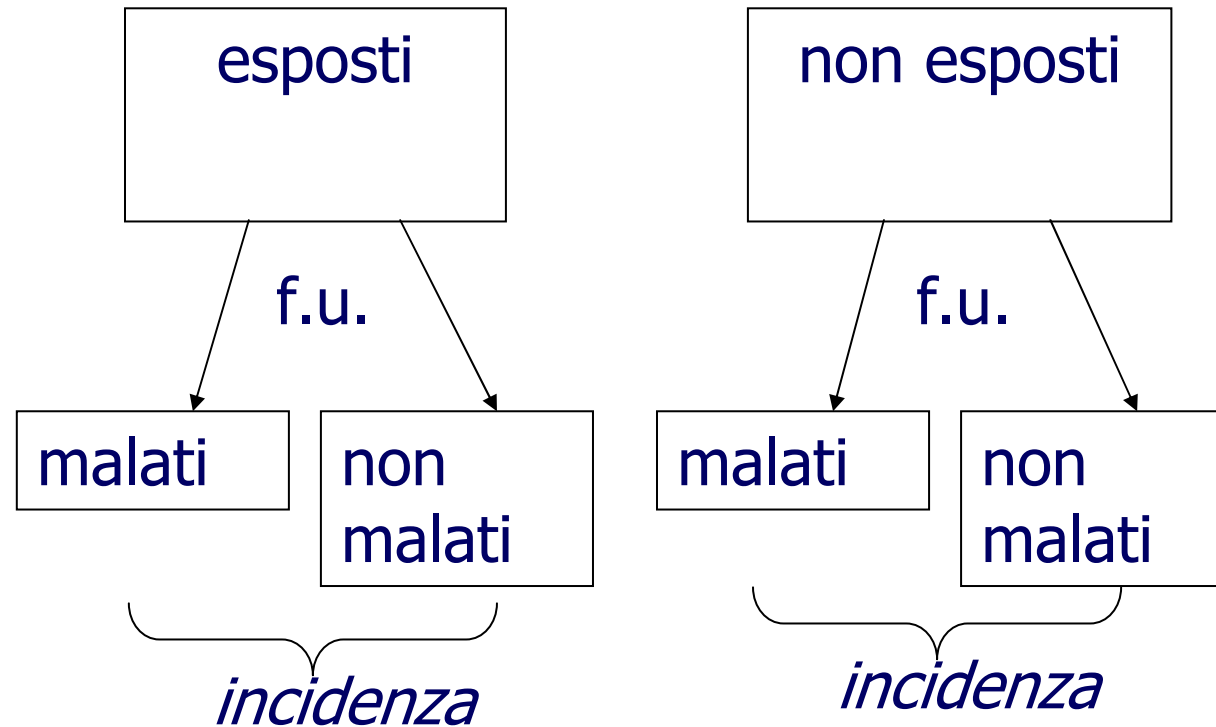 esposti
non esposti
f.u.
f.u.
malati
non
malati
malati
non
malati
incidenza
incidenza